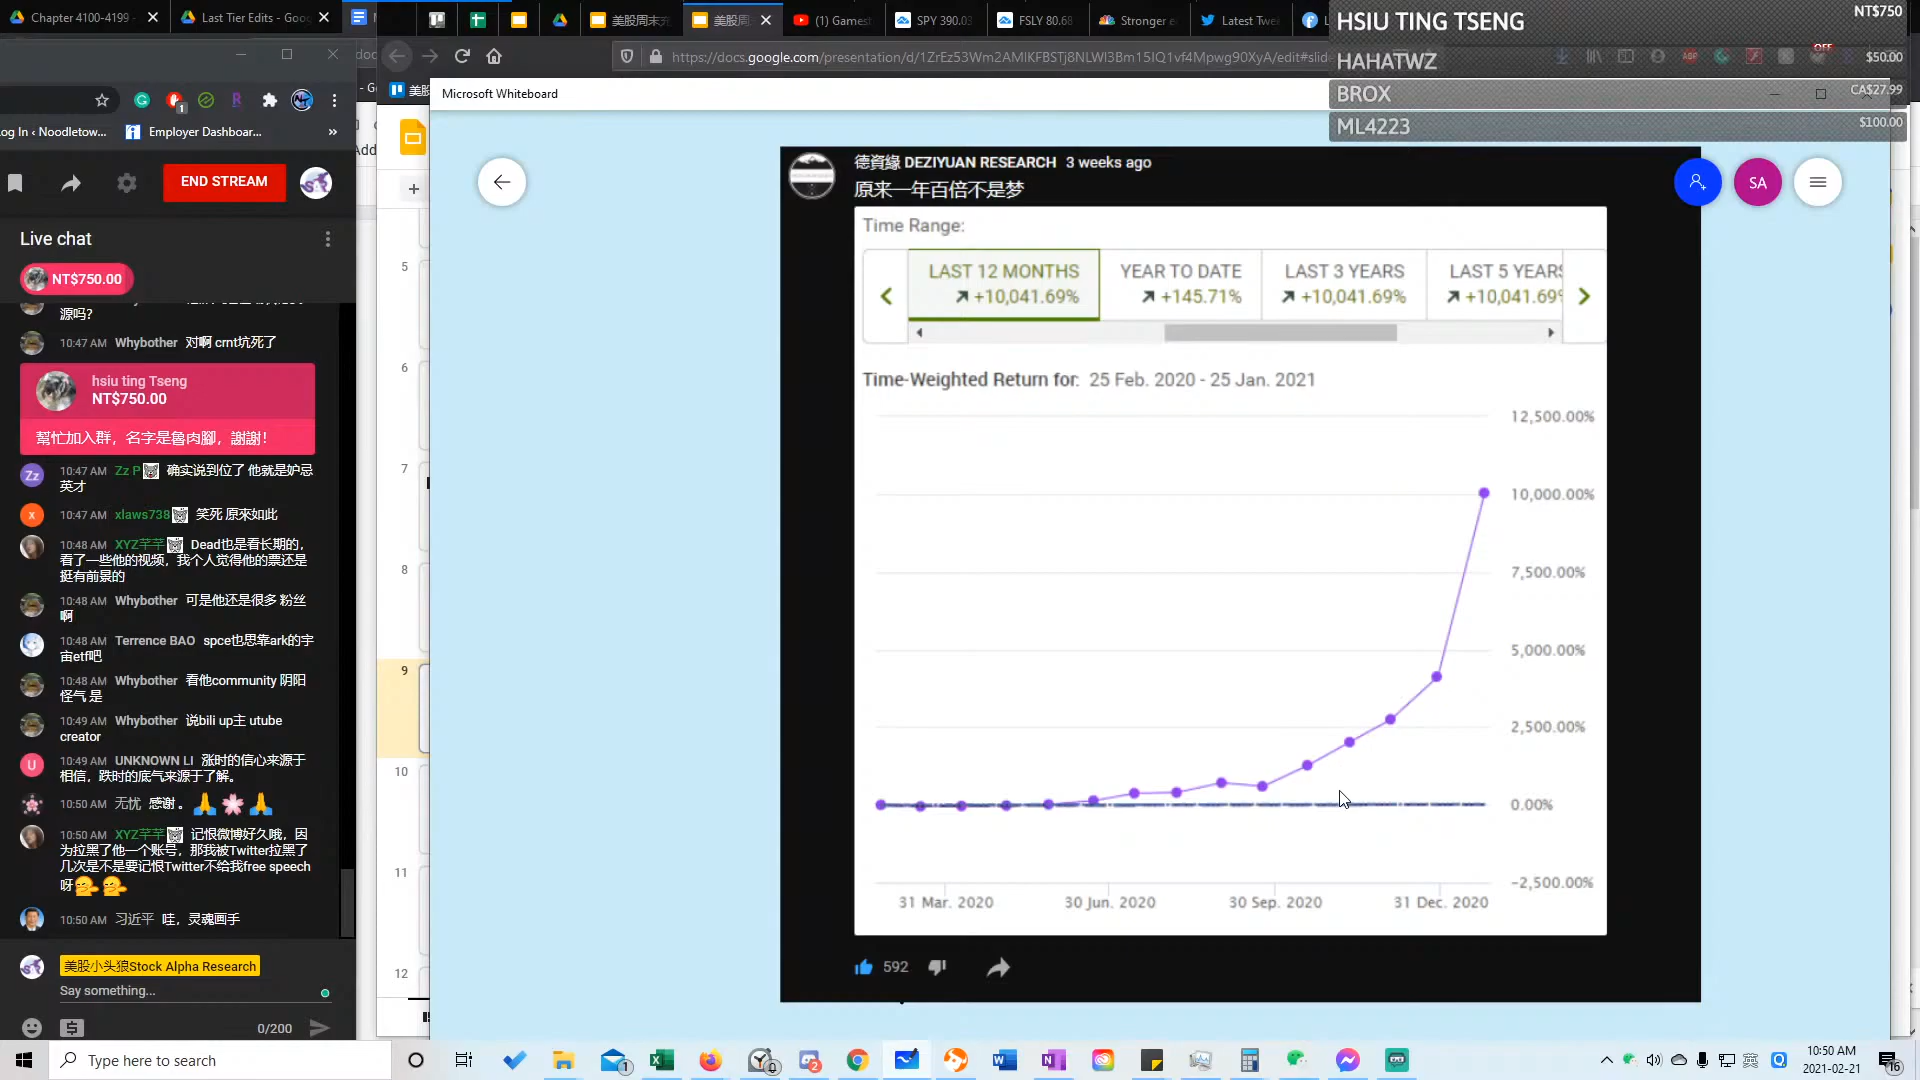 Chapter 4100-4199
Last Tier Edits - Goo
美股周末充
美股周
(1) Games
SPY 390.03
FSLY 80.68
Stronger e
Latest Twe
HSIU TING TSENG
NT$750
HAHATWZ
$50.00
BROX
CA$27.99
ML4223
$100.00
OFF
https://docs.google.com/presentation/d/1ZrEz53Wm2AMIKFBSTj8NLWI3Bm15IQ1vf4Mpwg90XyA/edit#slid
og In ‹ Noodletow...
Employer Dashboar...
»
Microsoft Whiteboard
END STREAM
SA
Live chat
NT$750.00
源吗?
10:47 AM Whybother 对啊 crnt坑死了
hsiu ting Tseng
NT$750.00
幫忙加入群，名字是魯肉腳，謝謝！
Zz
10:47 AM Zz P 确实说到位了 他就是妒忌
英才
x
10:47 AM xlaws738 笑死 原來如此
10:48 AM XYZ芊芊 Dead也是看长期的，
看了一些他的视频，我个人觉得他的票还是
挺有前景的
10:48 AM Whybother 可是他还是很多 粉丝
啊
10:48 AM Terrence BAO spce也思靠ark的宇
宙etf吧
10:48 AM Whybother 看他community 阴阳
怪气 是
10:49 AM Whybother 说bili up主 utube
creator
U
10:49 AM UNKNOWN LI 涨时的信心来源于
相信，跌时的底气来源于了解。
10:50 AM 无忧 感谢。
10:50 AM XYZ芊芊 记恨微博好久哦，因
为拉黑了他一个账号，那我被Twitter拉黑了
几次是不是要记恨Twitter不给我free speech
呀
10:50 AM 习近平 哇，灵魂画手
美股小头狼Stock Alpha Research
Say something...
0/200
5
6
7
8
9
10
11
12
德資緣 DEZIYUAN RESEARCH 3 weeks ago
原来一年百倍不是梦
Time Range:
LAST 12 MONTHS
+10,041.69%
YEAR TO DATE
+145.71%
LAST 3 YEARS
+10,041.69%
LAST 5 YEARS
+10,041.69%
Time-Weighted Return for: 25 Feb. 2020 - 25 Jan. 2021
12,500.00%
10,000.00%
7,500.00%
5,000.00%
2,500.00%
0.00%
-2,500.00%
31 Mar. 2020
30 Jun. 2020
30 Sep. 2020
31 Dec. 2020
592
Type here to search
英
10:50 AM
2021-02-21
16